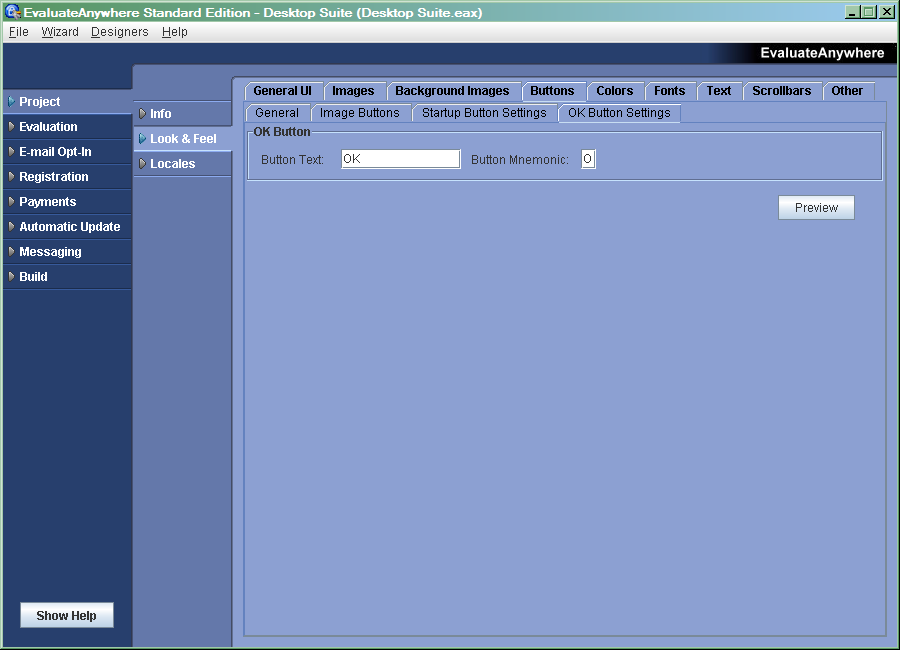 EvaluateAnywhere Standard Edition - Desktop Suite (Desktop Suite.eax)
File Wizard Designers Help
EvaluateAnywhere
General UI Images Background Images Buttons Colors Fonts Text Scrollbars Other
Project
Info
General Image Buttons Startup Button Settings OK Button Settings
Evaluation
Look & Feel
OK Button
E-mail Opt-In
Locales
Button Text: OK Button Mnemonic: O
Registration
Payments
Preview
Automatic Update
Messaging
Build
Show Help